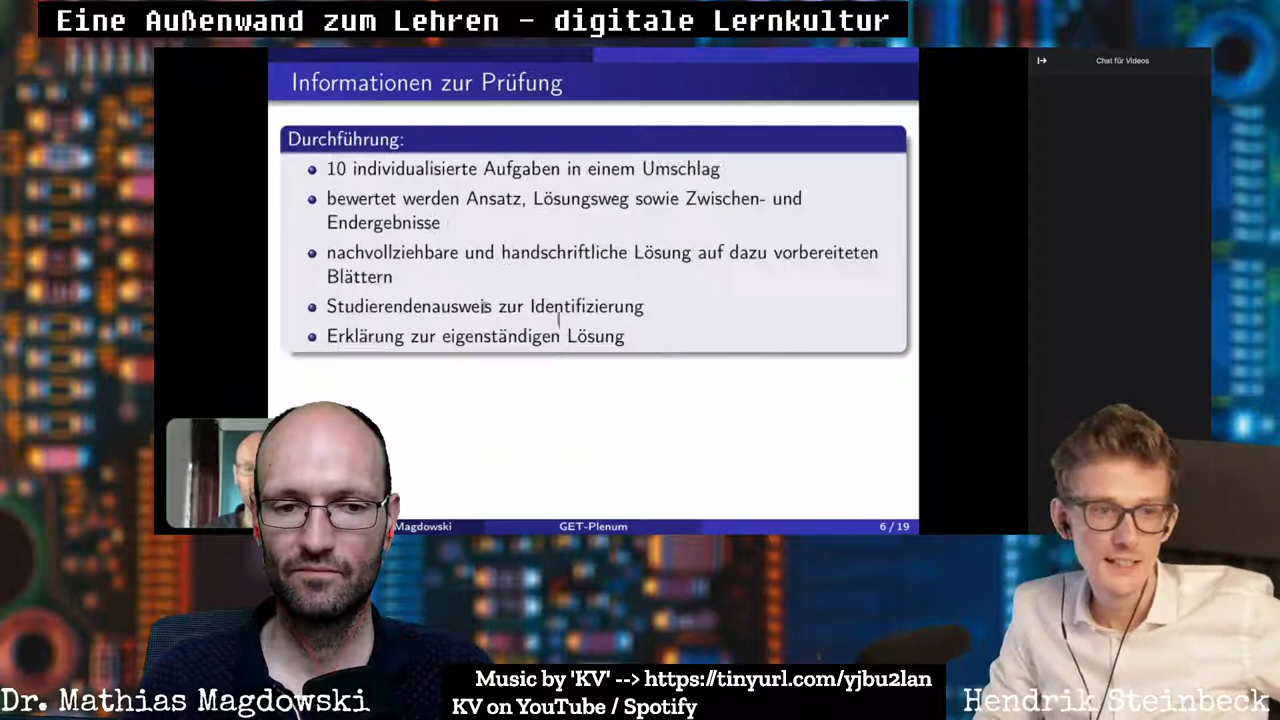 Eine Außenwand zum Lehren - digitale Lernkultur
Chat für Videos
Informationen zur Prüfung
Durchführung:
10 individualisierte Aufgaben in einem Umschlag
bewertet werden Ansatz, Lösungsweg sowie Zwischen- und
Endergebnisse
nachvollziehbare und handschriftliche Lösung auf dazu vorbereiteten
Blättern
Studierendenausweis zur Identifizierung
Erklärung zur eigenständigen Lösung
Magdowski
GET-Plenum
6 / 19
Music by 'KV' --> https://tinyurl.com/yjbu2lan
KV on YouTube / Spotify
Dr. Mathias Magdowski
Hendrik Steinbeck